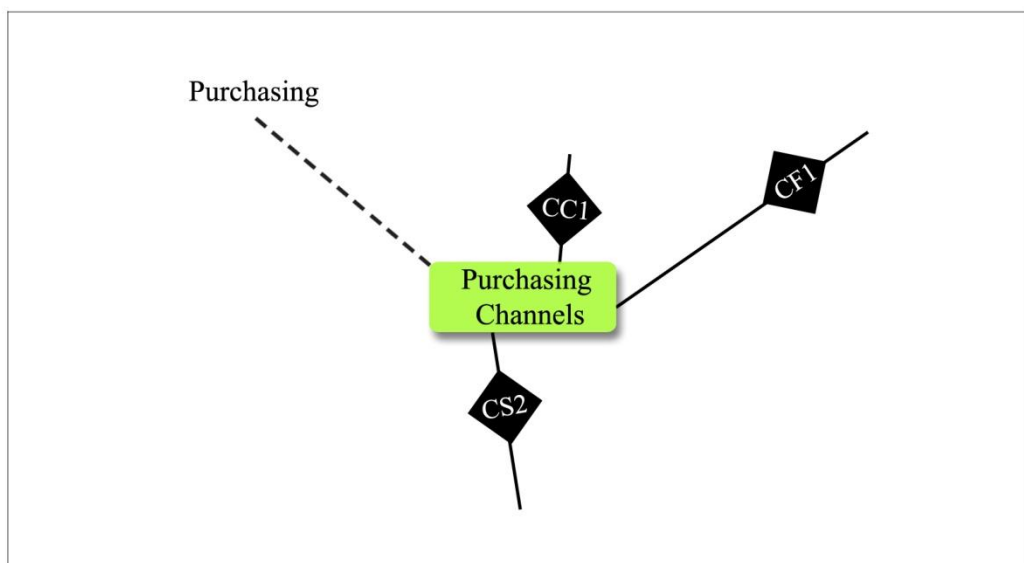 Purchasing
CF1
CC1
Purchasing
Channels
CS2